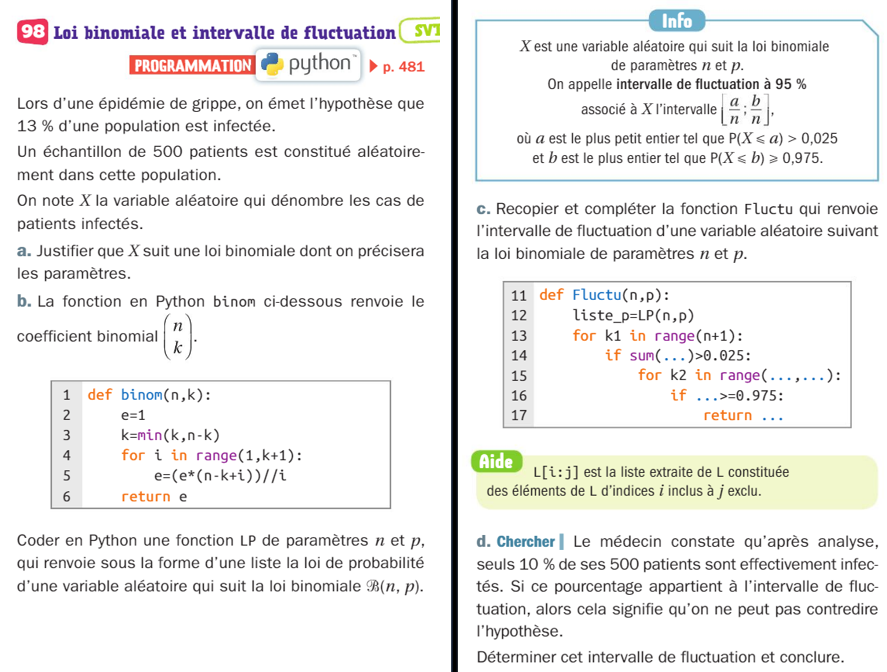 98 Loi binomiale et intervalle de fluctuation SVT
PROGRAMMATION python™ ▶ p. 481
Lors d'une épidémie de grippe, on émet l'hypothèse que
13 % d'une population est infectée.
Un échantillon de 500 patients est constitué aléatoire-
ment dans cette population.
On note X la variable aléatoire qui dénombre les cas de
patients infectés.
a. Justifier que X suit une loi binomiale dont on précisera
les paramètres.
b. La fonction en Python binom ci-dessous renvoie le
coefficient binomial (n k).
1 def binom(n,k):
2 e=1
3 k=min(k,n-k)
4 for i in range(1,k+1):
5 e=(e*(n-k+i))//i
6 return e
Coder en Python une fonction LP de paramètres n et p,
qui renvoie sous la forme d'une liste la loi de probabilité
d'une variable aléatoire qui suit la loi binomiale ℬ(n, p).
Info
X est une variable aléatoire qui suit la loi binomiale
de paramètres n et p.
On appelle intervalle de fluctuation à 95 %
associé à X l'intervalle [a/n ; b/n],
où a est le plus petit entier tel que P(X ⩽ a) > 0,025
et b est le plus entier tel que P(X ⩽ b) ⩾ 0,975.
c. Recopier et compléter la fonction Fluctu qui renvoie
l'intervalle de fluctuation d'une variable aléatoire suivant
la loi binomiale de paramètres n et p.
11 def Fluctu(n,p):
12 liste_p=LP(n,p)
13 for k1 in range(n+1):
14 if sum(...)>0.025:
15 for k2 in range(...,...):
16 if ...>=0.975:
17 return ...
Aide
L[i:j] est la liste extraite de L constituée
des éléments de L d'indices i inclus à j exclu.
d. Chercher | Le médecin constate qu'après analyse,
seuls 10 % de ses 500 patients sont effectivement infec-
tés. Si ce pourcentage appartient à l'intervalle de fluc-
tuation, alors cela signifie qu'on ne peut pas contredire
l'hypothèse.
Déterminer cet intervalle de fluctuation et conclure.